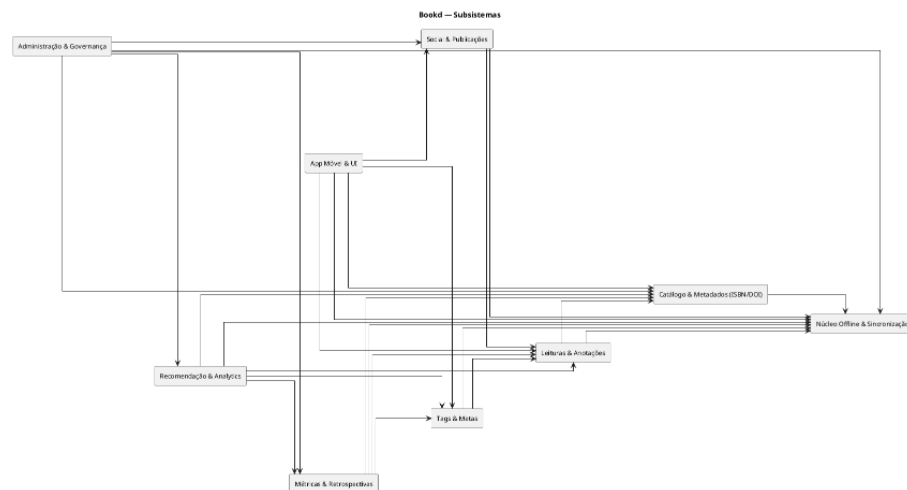 Bookd — Subsistemas
Social & Publicações
Administração & Governança
App Móvel & UI
Catálogo & Metadados (ISBN/DOI)
Núcleo Offline & Sincronização
Leituras & Anotações
Recomendação & Analytics
Tags & Metas
Métricas & Retrospectivas